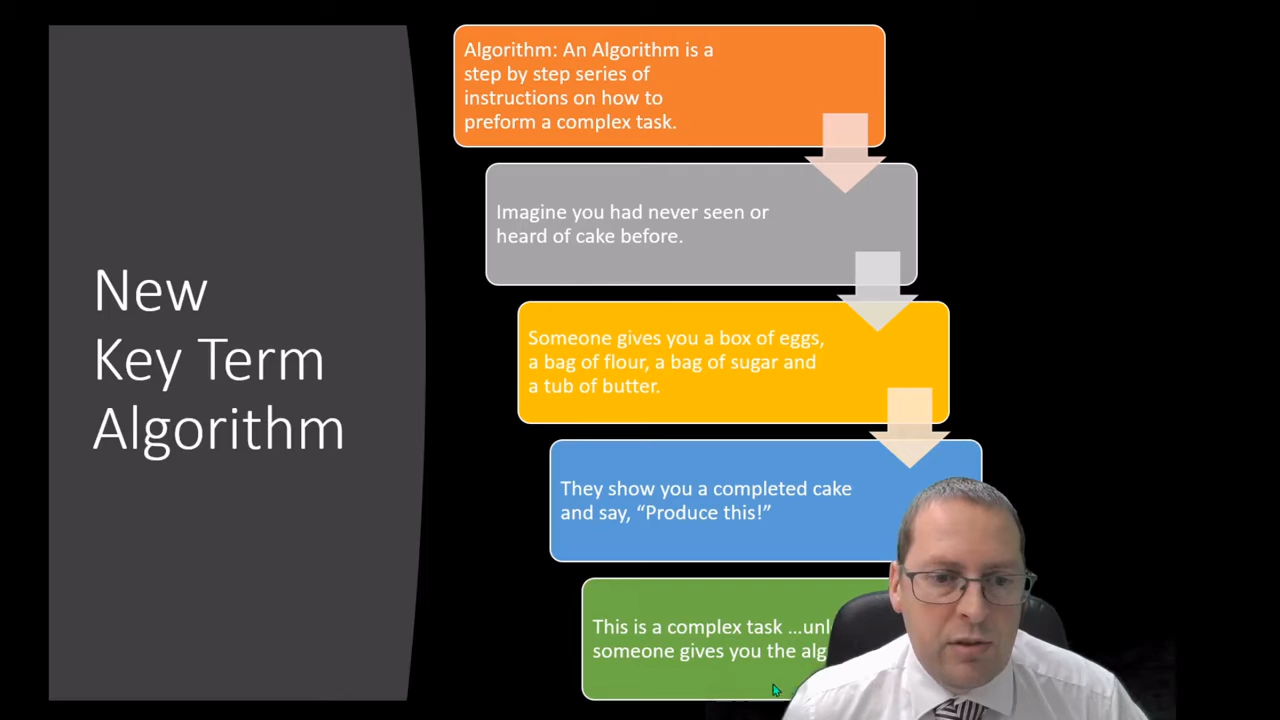 New
Key Term
Algorithm
Algorithm: An Algorithm is a
step by step series of
instructions on how to
preform a complex task.
Imagine you had never seen or
heard of cake before.
Someone gives you a box of eggs,
a bag of flour, a bag of sugar and
a tub of butter.
They show you a completed cake
and say, “Produce this!”
This is a complex task ...
someone gives you the